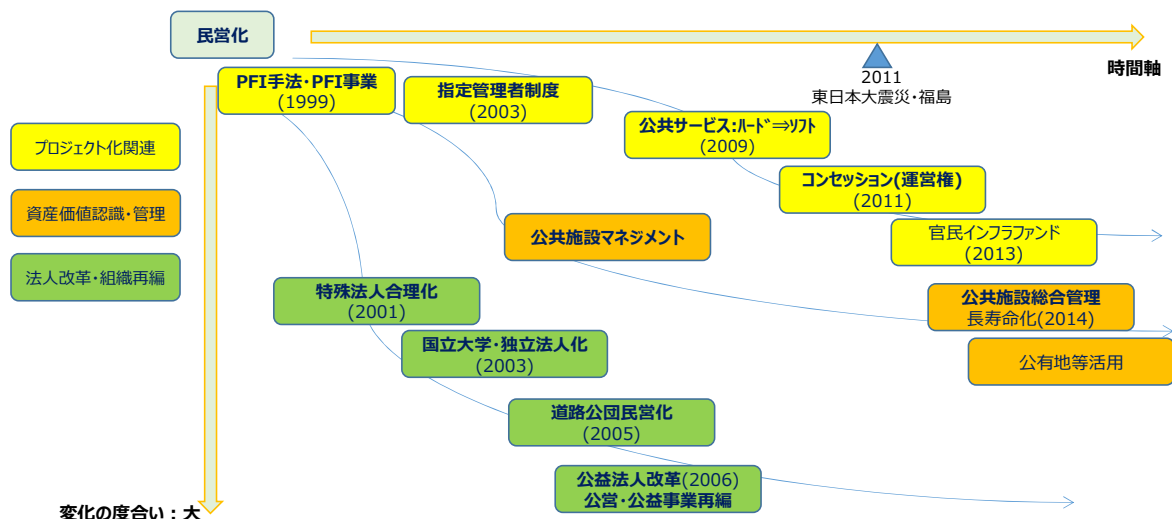 民営化
時間軸
2011
東日本大震災・福島
PFI手法・PFI事業
(1999)
指定管理者制度
(2003)
公共サービス:ﾊｰﾄﾞ⇒ｿﾌﾄ
(2009)
コンセッション(運営権)
(2011)
官民インフラファンド
(2013)
プロジェクト化関連
資産価値認識・管理
法人改革・組織再編
公共施設マネジメント
特殊法人合理化
(2001)
公共施設総合管理
長寿命化(2014)
国立大学・独立法人化
(2003)
公有地等活用
道路公団民営化
(2005)
公益法人改革(2006)
公営・公益事業再編
変化の度合い：大